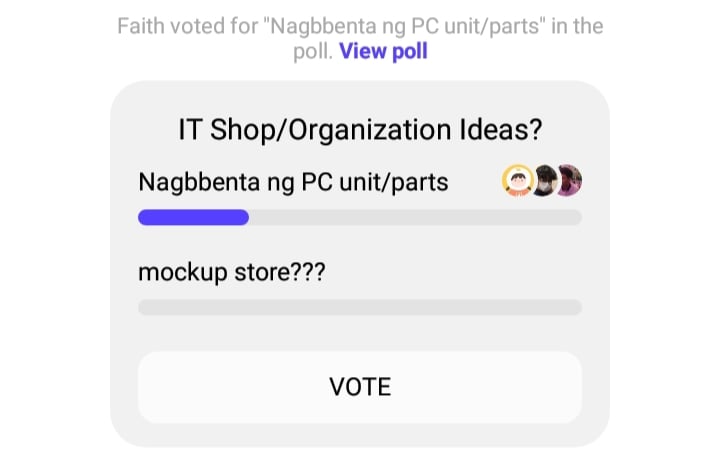 Faith voted for "Nagbbenta ng PC unit/parts" in the
poll. View poll
IT Shop/Organization Ideas?
Nagbbenta ng PC unit/parts
mockup store???
VOTE